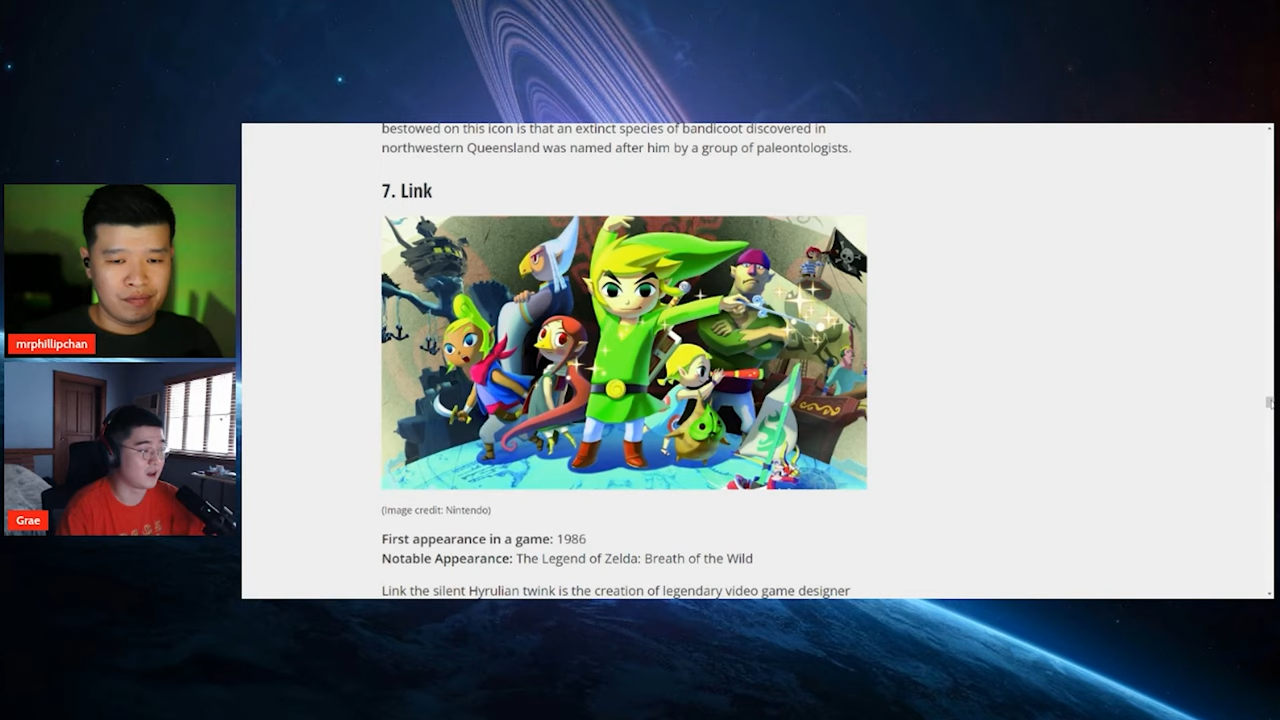 bestowed on this icon is that an extinct species of bandicoot discovered in
northwestern Queensland was named after him by a group of paleontologists.
7. Link
mrphillipchan
Grae
(Image credit: Nintendo)
First appearance in a game: 1986
Notable Appearance: The Legend of Zelda: Breath of the Wild
Link the silent Hyrulian twink is the creation of legendary video game designer